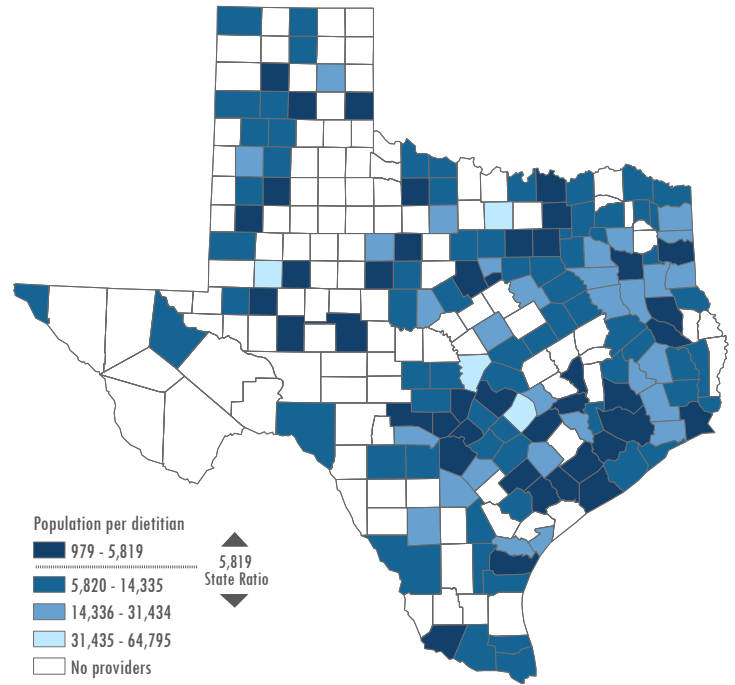 Population per dietitian
979 - 5,819
5,820 - 14,335
14,336 - 31,434
31,435 - 64,795
No providers
5,819
State Ratio